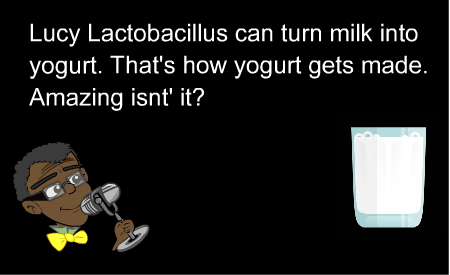 Lucy Lactobacillus can turn milk into
yogurt. That's how yogurt gets made.
Amazing isnt' it?